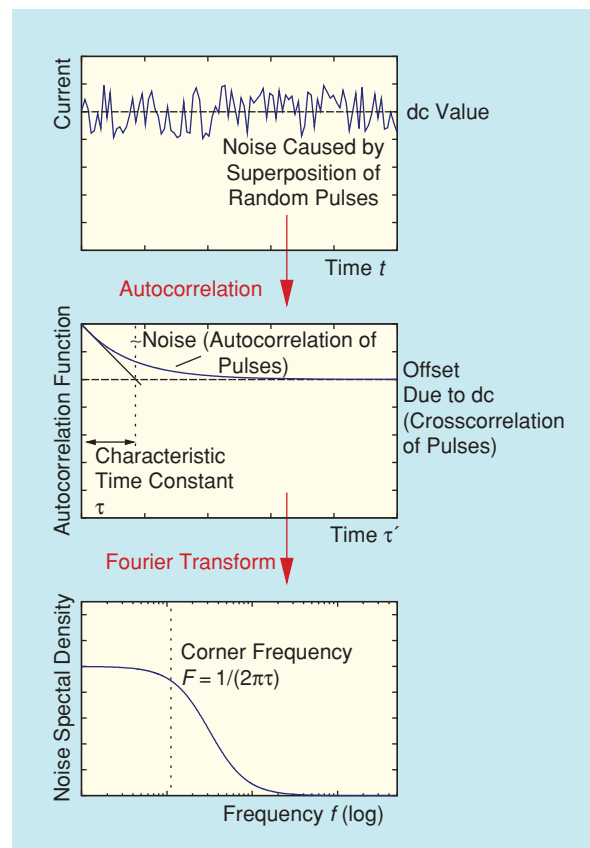 Current
dc Value
Noise Caused by
Superposition of
Random Pulses
Time t
Autocorrelation
Autocorrelation Function
~Noise (Autocorrelation of
Pulses)
Offset
Due to dc
(Crosscorrelation
of Pulses)
Characteristic
Time Constant
τ
Time τ´
Fourier Transform
Noise Spectal Density
Corner Frequency
F = 1/(2πτ)
Frequency f (log)